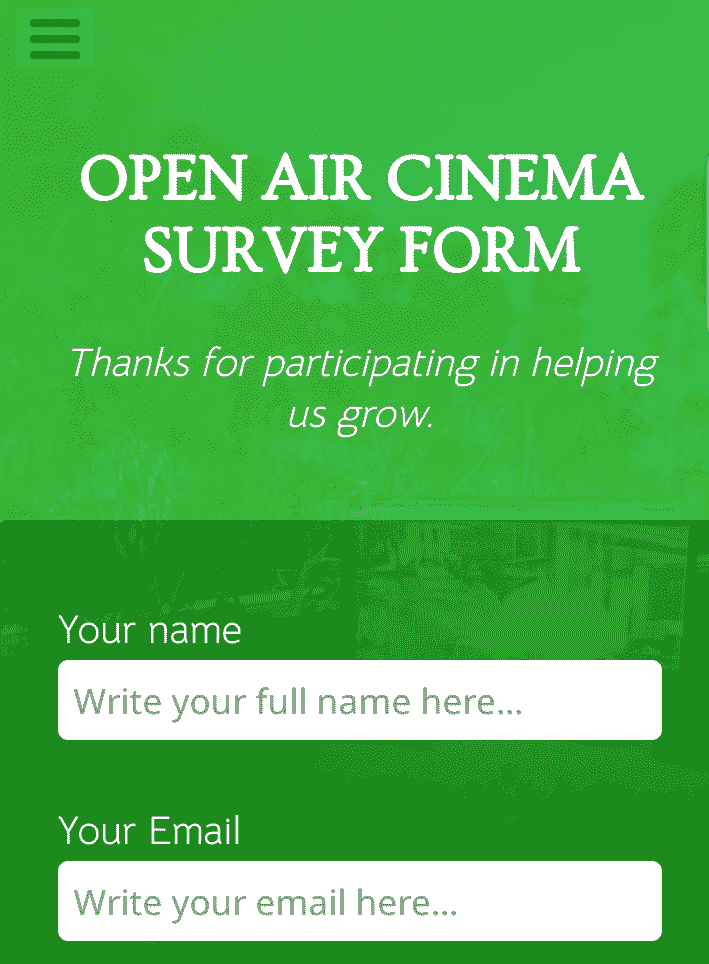 OPEN AIR CINEMA
SURVEY FORM
Thanks for participating in helping
us grow.
Your name
Write your full name here...
Your Email
Write your email here...